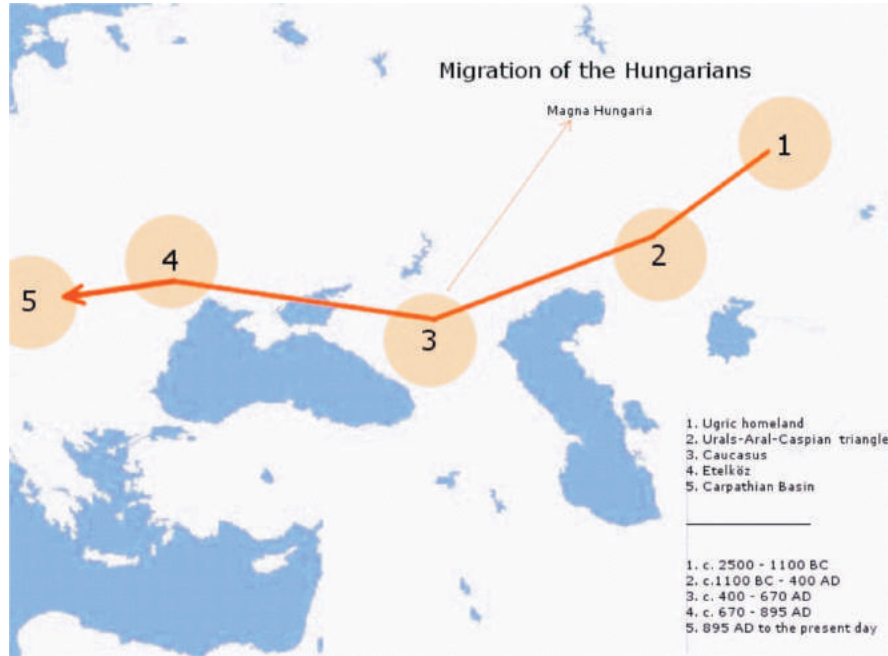 Migration of the Hungarians
Magna Hungaria
1
2
3
4
5
1. Ugric homeland
2. Urals-Aral-Caspian triangle
3. Caucasus
4. Etelköz
5. Carpathian Basin
1. c. 2500 - 1100 BC
2. c.1100 BC - 400 AD
3. c. 400 - 670 AD
4. c. 670 - 895 AD
5. 895 AD to the present day